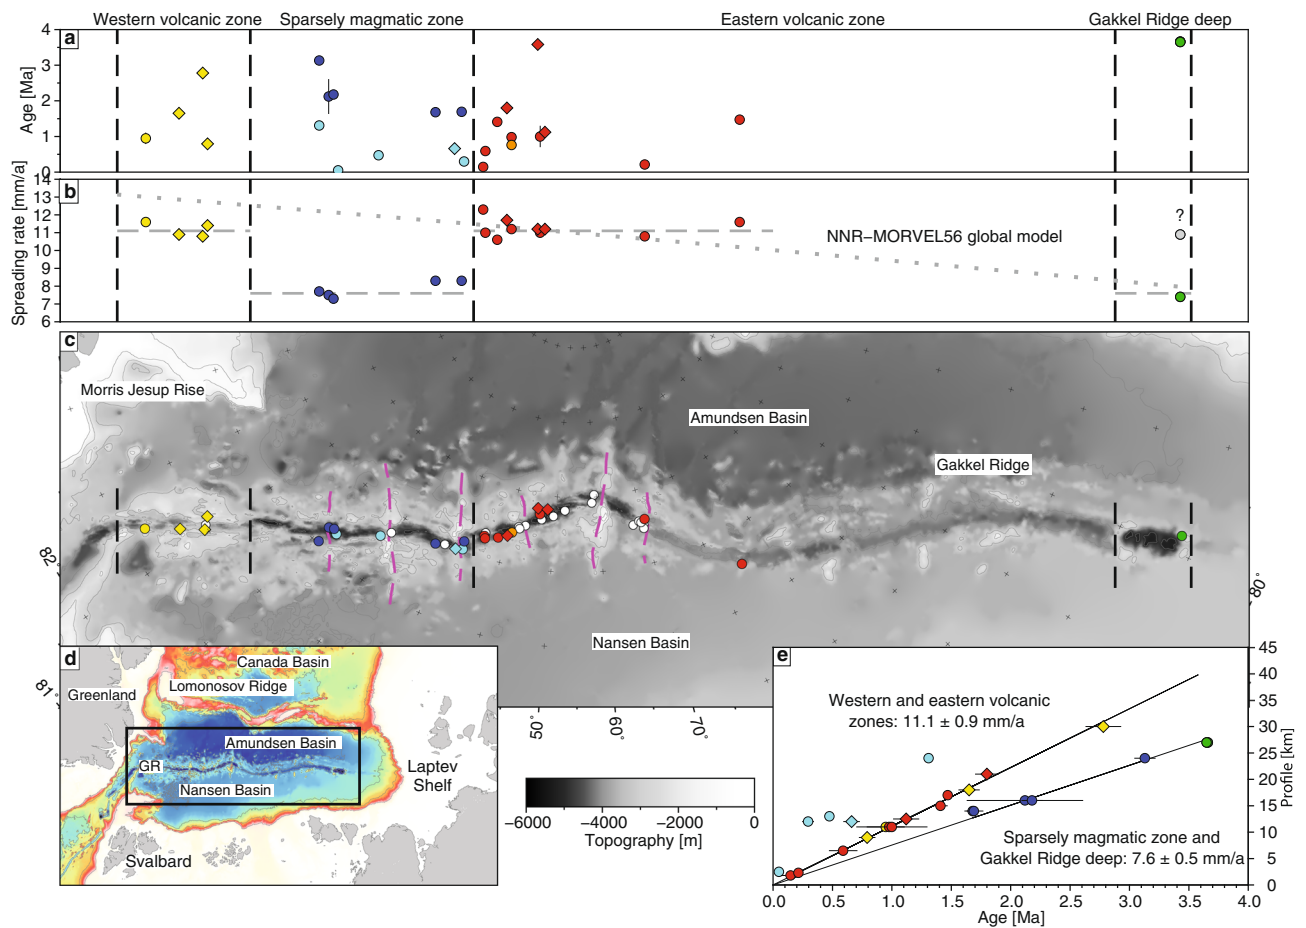 Western volcanic zone Sparsely magmatic zone Eastern volcanic zone Gakkel Ridge deep
a
4
3
2
1
0
Age [Ma]
b
14
13
12
11
10
9
8
7
6
Spreading rate [mm/a]
?
NNR−MORVEL56 global model
c
Morris Jesup Rise
Amundsen Basin
Gakkel Ridge
Nansen Basin
82°
81°
80°
50°
60°
70°
d
Canada Basin
Greenland
Lomonosov Ridge
Amundsen Basin
GR
Nansen Basin
Laptev
Shelf
Svalbard
−6000 −4000 −2000 0
Topography [m]
e
Western and eastern volcanic
zones: 11.1 ± 0.9 mm/a
Sparsely magmatic zone and
Gakkel Ridge deep: 7.6 ± 0.5 mm/a
45
40
35
30
25
20
15
10
5
0
Profile [km]
0.0 0.5 1.0 1.5 2.0 2.5 3.0 3.5 4.0
Age [Ma]